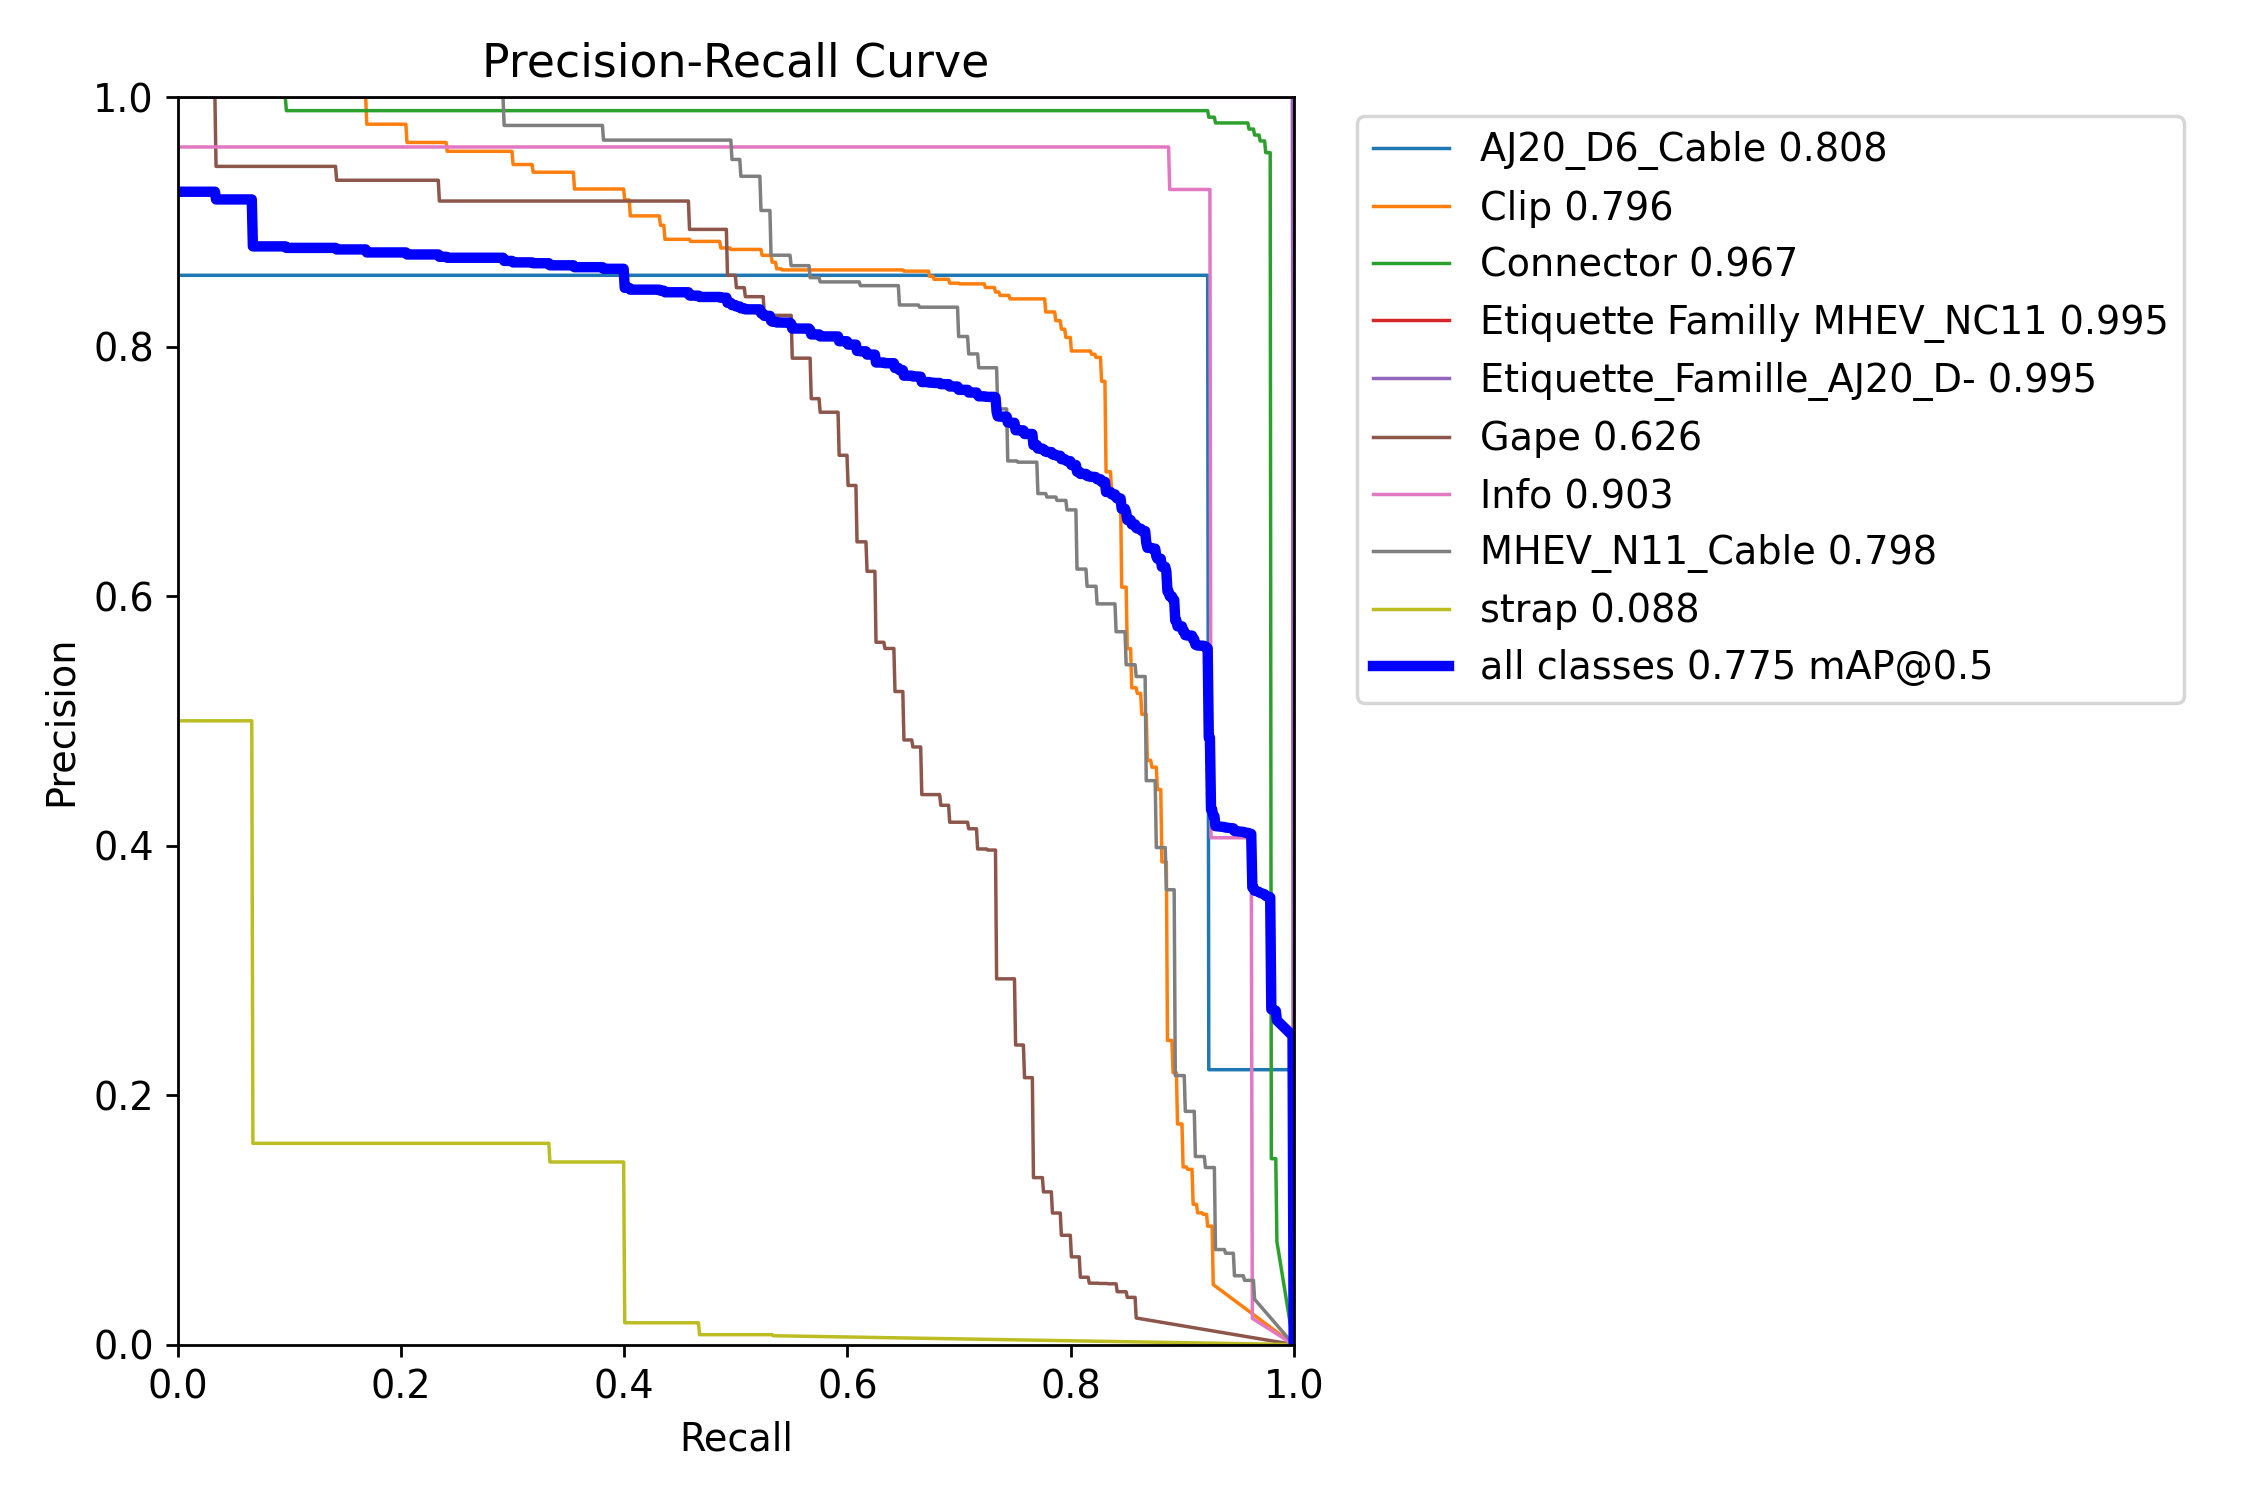 Precision-Recall Curve
1.0
0.8
0.6
0.4
0.2
0.0
Precision
0.0 0.2 0.4 0.6 0.8 1.0
Recall
AJ20_D6_Cable 0.808
Clip 0.796
Connector 0.967
Etiquette Familly MHEV_NC11 0.995
Etiquette_Famille_AJ20_D- 0.995
Gape 0.626
Info 0.903
MHEV_N11_Cable 0.798
strap 0.088
all classes 0.775 mAP@0.5